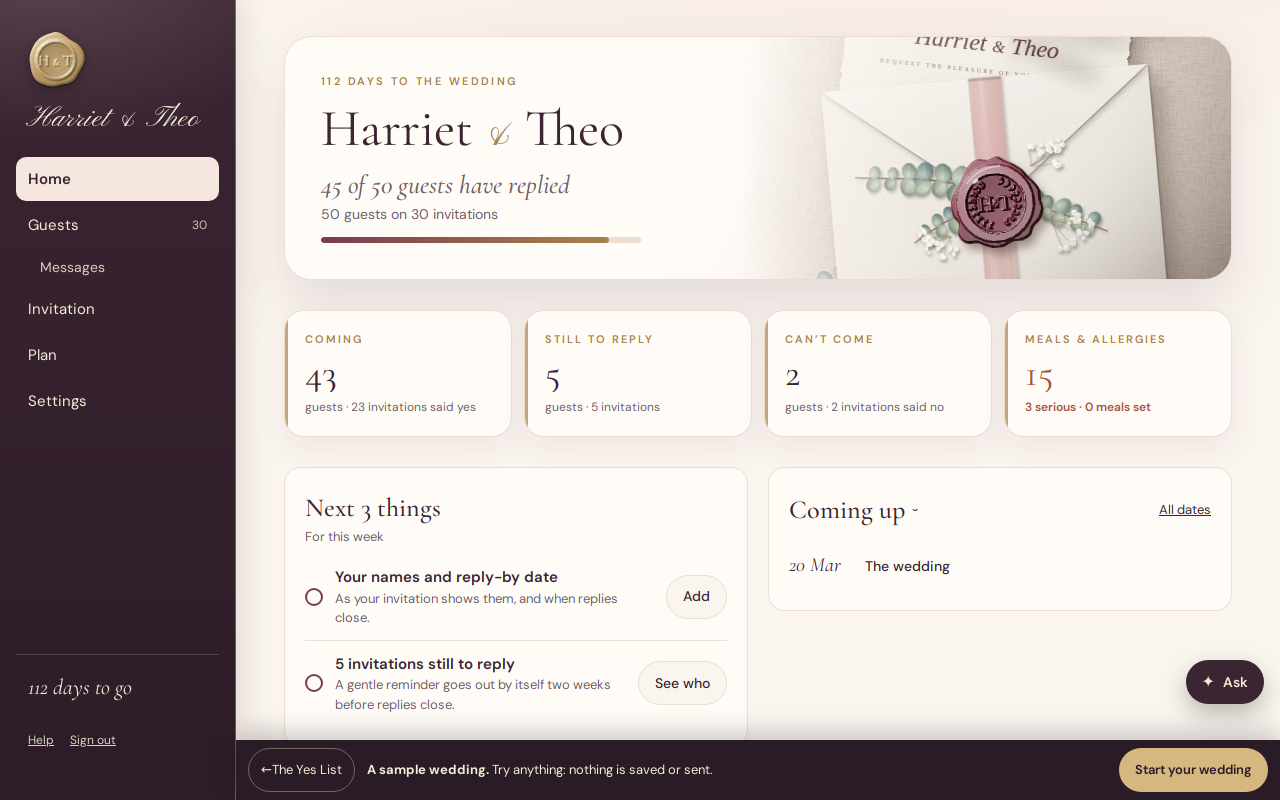 H & T
Harriet & Theo
Home
Guests 30
Messages
Invitation
Plan
Settings
112 days to go
Help Sign out
112 DAYS TO THE WEDDING
Harriet & Theo
45 of 50 guests have replied
50 guests on 30 invitations
Harriet & Theo
REQUEST THE PLEASURE OF
H&T
COMING
43
guests · 23 invitations said yes
STILL TO REPLY
5
guests · 5 invitations
CAN’T COME
2
guests · 2 invitations said no
MEALS & ALLERGIES
15
3 serious · 0 meals set
Next 3 things
For this week
Your names and reply-by date
As your invitation shows them, and when replies
close.
Add
5 invitations still to reply
A gentle reminder goes out by itself two weeks
before replies close.
See who
Coming up
All dates
20 Mar The wedding
✦ Ask
←The Yes List
A sample wedding. Try anything: nothing is saved or sent.
Start your wedding